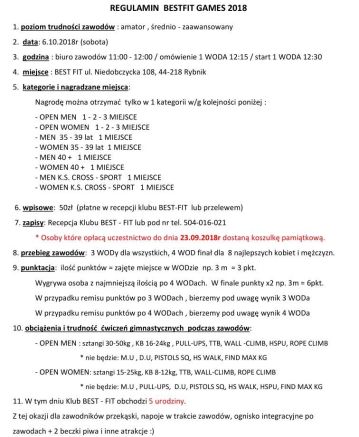 REGULAMIN BESTFIT GAMES 2018
1. poziom trudności zawodów : amator , średnio - zaawansowany
2. data: 6.10.2018r (sobota)
3. godzina : biuro zawodów 11:00 - 12:00 / omówienie 1 WODA 12:15 / start 1 WODA 12:30
4. miejsce : BEST FIT ul. Niedobczycka 108, 44-218 Rybnik
5. kategorie i nagradzane miejsca:
Nagrodę można otrzymać tylko w 1 kategorii w/g kolejności poniżej :
- OPEN MEN 1 - 2 - 3 MIEJSCE
- OPEN WOMEN 1 - 2 - 3 MIEJSCE
- MEN 35 - 39 lat 1 MIEJSCE
- WOMEN 35 - 39 lat 1 MIEJSCE
- MEN 40 + 1 MIEJSCE
- WOMEN 40 + 1 MIEJSCE
- MEN K.S. CROSS - SPORT 1 MIEJSCE
- WOMEN K.S. CROSS - SPORT 1 MIEJSCE
6. wpisowe: 50zł (płatne w recepcji klubu BEST-FIT lub przelewem)
7. zapisy: Recepcja Klubu BEST - FIT lub pod nr tel. 504-016-021
* Osoby które opłacą uczestnictwo do dnia 23.09.2018r dostaną koszulkę pamiątkową.
8. przebieg zawodów: 3 WODy dla wszystkich, 4 WOD finał dla 8 najlepszych kobiet i mężczyzn.
9. punktacja: ilość punktów = zajęte miejsce w WODzie np. 3 m = 3 pkt.
Wygrywa osoba z najmniejszą ilością po 4 WODach. W finale punkty x2 np. 3m = 6pkt.
W przypadku remisu punktów po 3 WODach , bierzemy pod uwagę wynik 3 WODa
W przypadku remisu punktów po 4 WODach , bierzemy pod uwagę wynik 4 WODa
10. obciążenia i trudność ćwiczeń gimnastycznych podczas zawodów:
- OPEN MEN : sztangi 30-50kg , KB 16-24kg , PULL-UPS, TTB, WALL -CLIMB, HSPU, ROPE CLIMB
* nie będzie: M.U , D.U, PISTOLS SQ, HS WALK, FIND MAX KG
- OPEN WOMEN: sztangi 15-25kg, KB 8-12kg, TTB, WALL-CLIMB, ROPE CLIMB
* nie będzie: M.U , PULL-UPS, D.U, PISTOLS SQ, HS WALK, HSPU, FIND MAX KG
11. W tym dniu Klub BEST - FIT obchodzi 5 urodziny.
Z tej okazji dla zawodników przekąski, napoje w trakcie zawodów, ognisko integracyjne po
zawodach + 2 beczki piwa i inne atrakcje :)